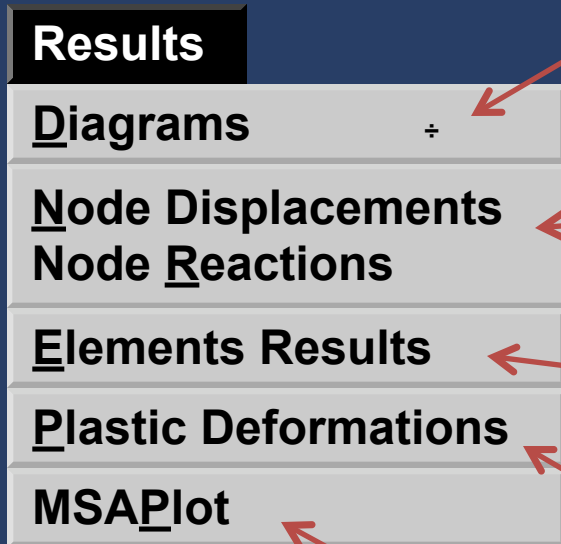 Results
Diagrams ÷
Node Displacements
Node Reactions
Elements Results
Plastic Deformations
MSAPlot